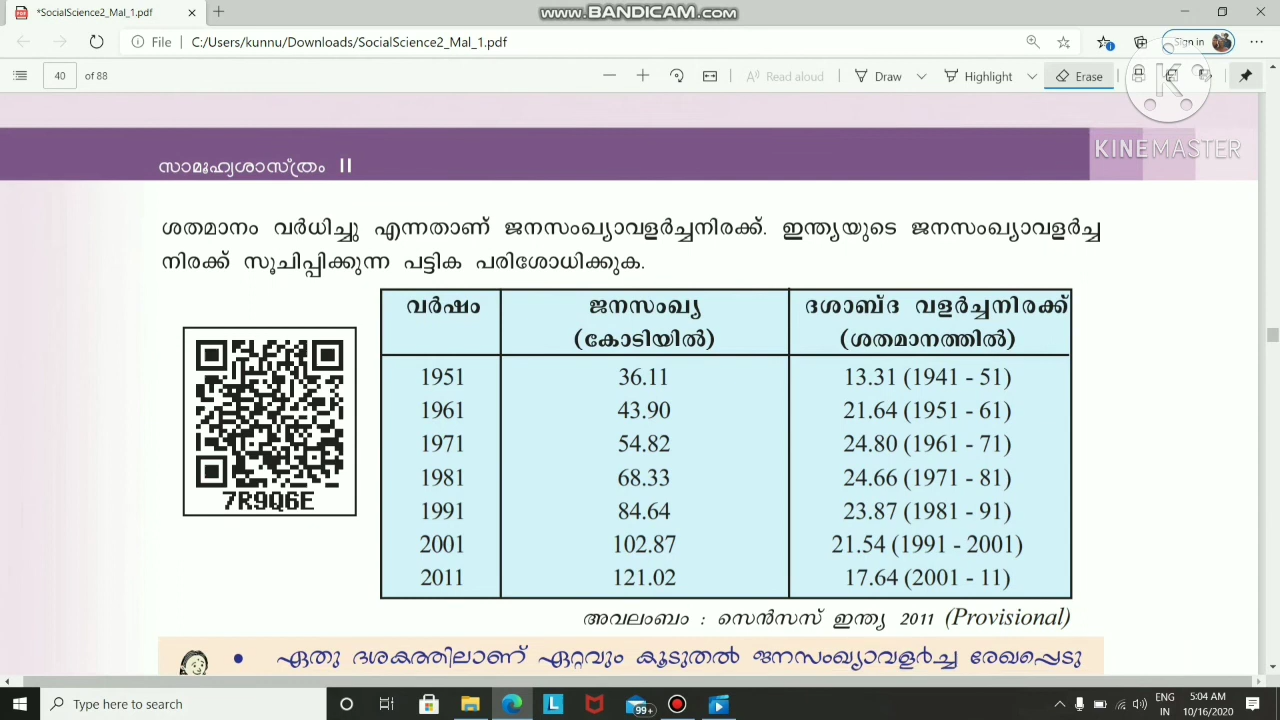 *SocialScience2_Mal_1.pdf
www.BANDICAM.com
File
C:/Users/kunnu/Downloads/SocialScience2_Mal_1.pdf
Sign in
40 of 88
Read aloud
Draw
Highlight
Erase
K
KINEMASTER
സാമൂഹ്യശാസ്ത്രം II
ശതമാനം വർധിച്ചു എന്നതാണ് ജനസംഖ്യാവളർച്ചനിരക്ക്. ഇന്ത്യയുടെ ജനസംഖ്യാവളർച്ച
നിരക്ക് സൂചിപ്പിക്കുന്ന പട്ടിക പരിശോധിക്കുക.
വർഷം ജനസംഖ്യ ദശാബ്ദ വളർച്ചനിരക്ക്
(കോടിയിൽ) (ശതമാനത്തിൽ)
1951 36.11 13.31 (1941 - 51)
1961 43.90 21.64 (1951 - 61)
1971 54.82 24.80 (1961 - 71)
1981 68.33 24.66 (1971 - 81)
1991 84.64 23.87 (1981 - 91)
2001 102.87 21.54 (1991 - 2001)
2011 121.02 17.64 (2001 - 11)
7R9Q6E
അവലംബം : സെൻസസ് ഇന്ത്യ 2011 (Provisional)
• ഏതു ദശകത്തിലാണ് ഏറ്റവും കൂടുതൽ ജനസംഖ്യാവളർച്ച രേഖപ്പെടു
Type here to search
L
99+
ENG
IN
5:04 AM
10/16/2020